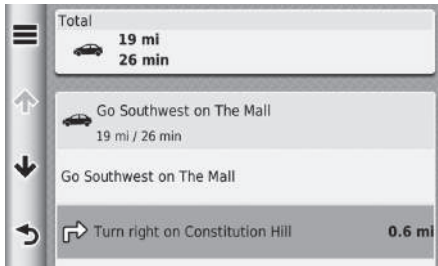 Total
19 mi
26 min
Go Southwest on The Mall
19 mi / 26 min
Go Southwest on The Mall
Turn right on Constitution Hill 0.6 mi